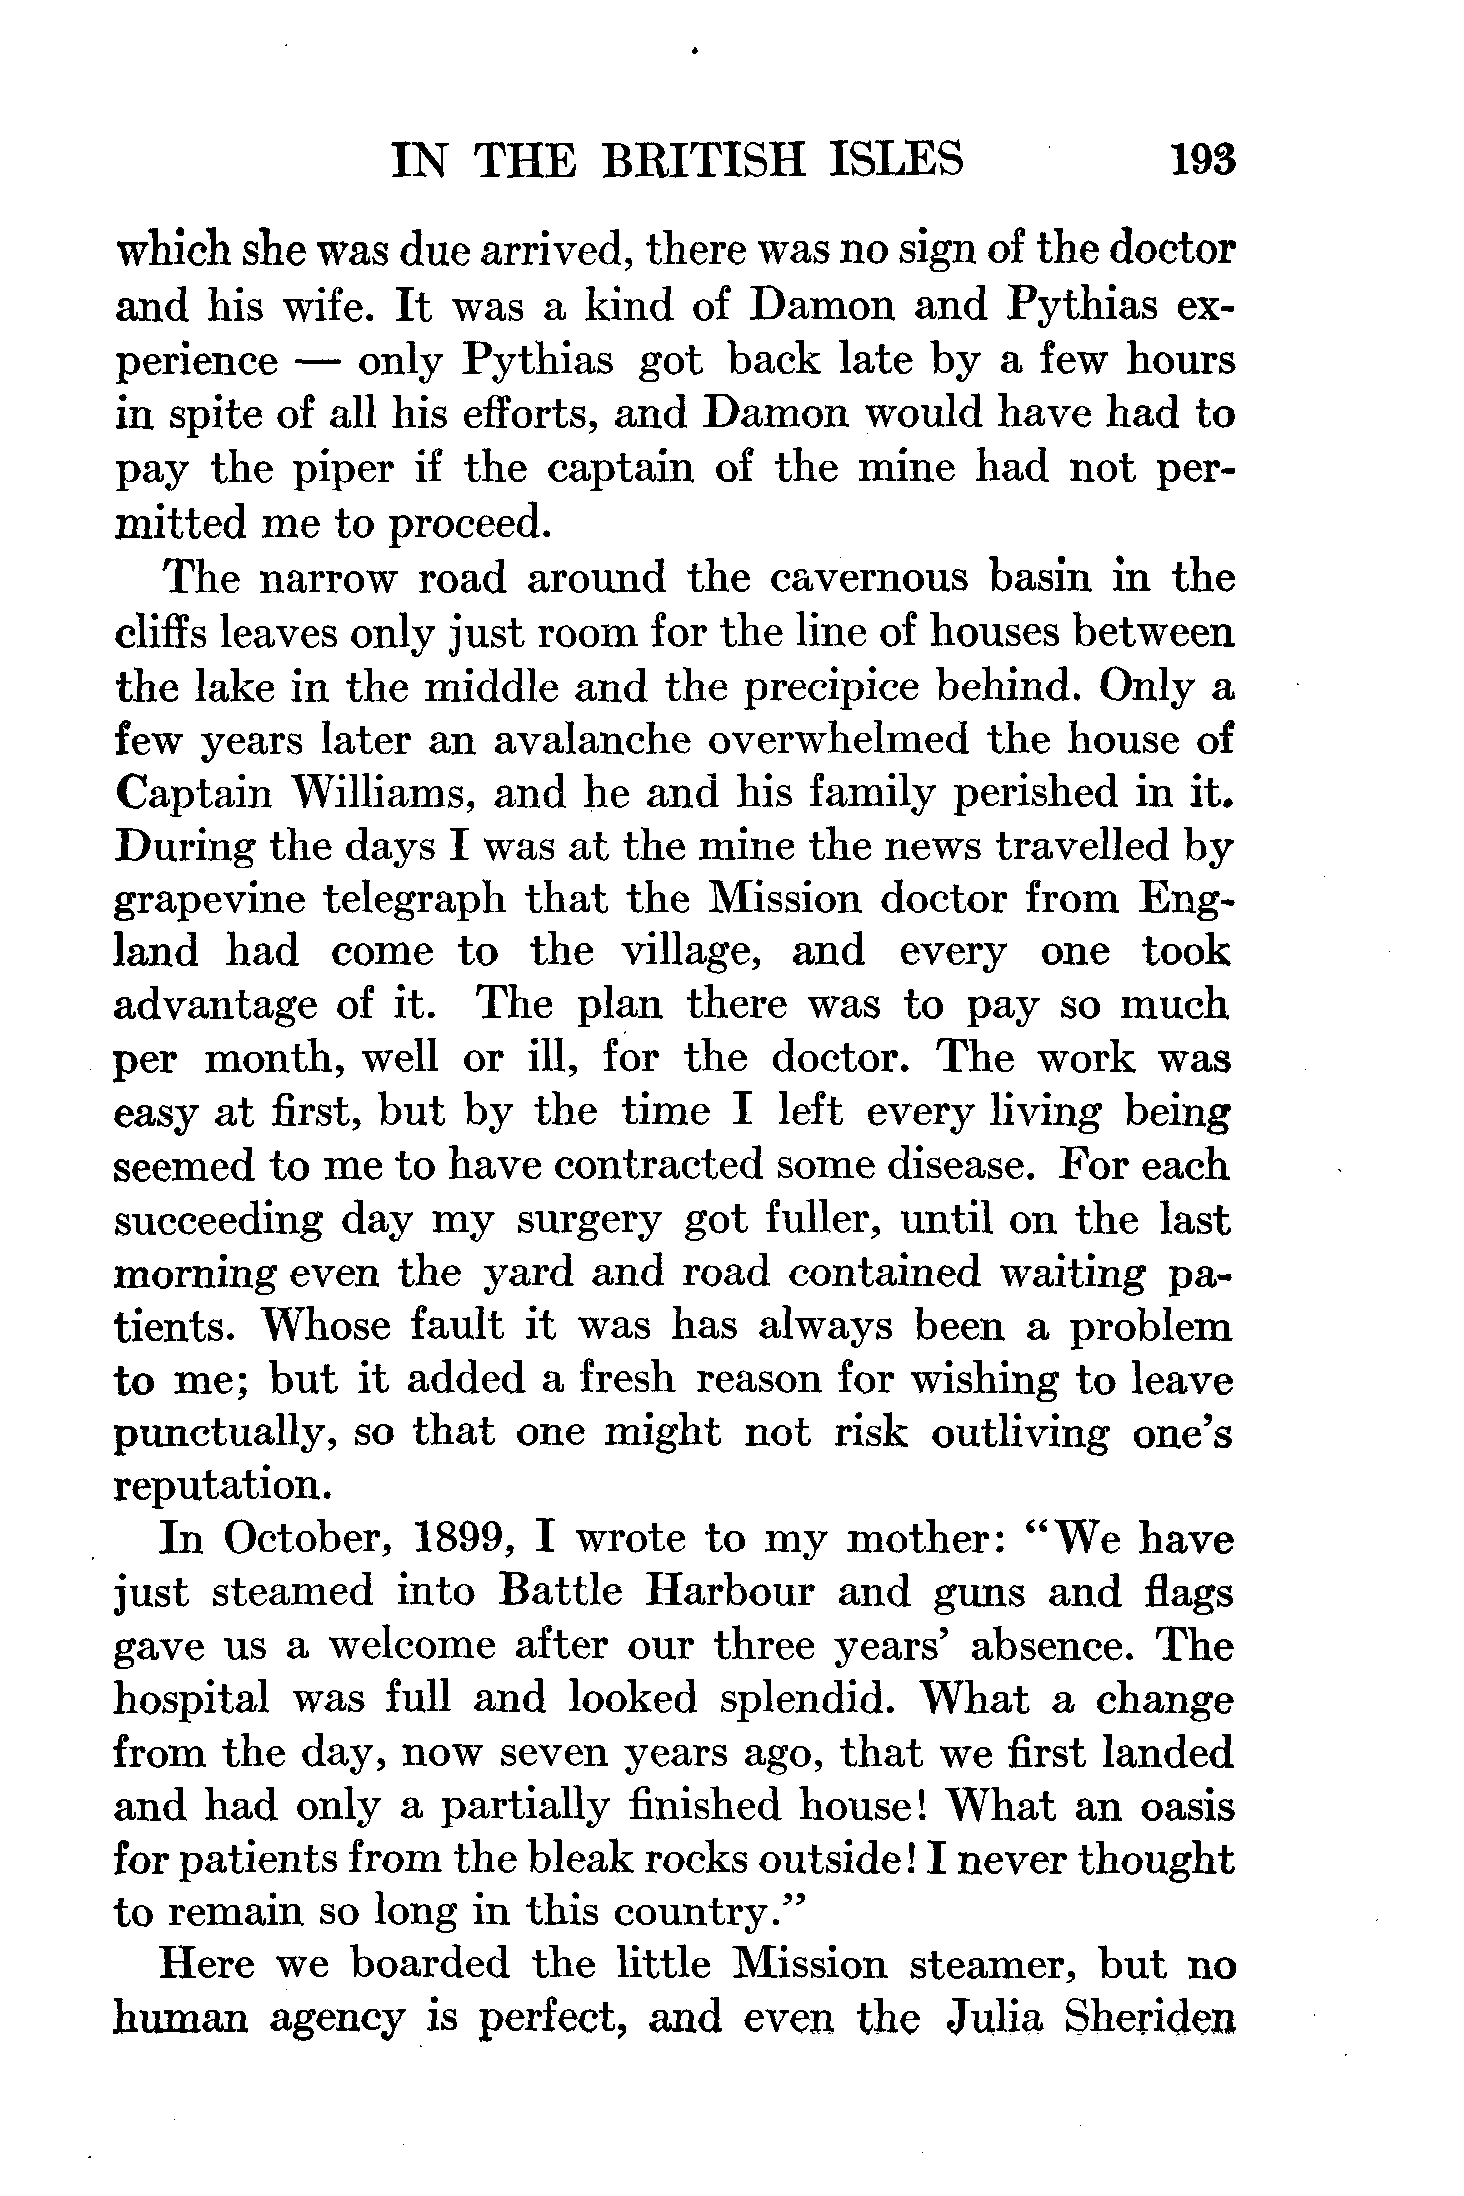 IN THE BRITISH ISLES 193
which she was due arrived, there was no sign of the doctor
and his wife. It was a kind of Damon and Pythias ex-
perience — only Pythias got back late by a few hours
in spite of all his efforts, and Damon would have had to
pay the piper if the captain of the mine had not per-
mitted me to proceed.
The narrow road around the cavernous basin in the
cliffs leaves only just room for the line of houses between
the lake in the middle and the precipice behind. Only a
few years later an avalanche overwhelmed the house of
Captain Williams, and he and his family perished in it.
During the days I was at the mine the news travelled by
grapevine telegraph that the Mission doctor from Eng-
land had come to the village, and every one took
advantage of it. The plan there was to pay so much
per month, well or ill, for the doctor. The work was
easy at first, but by the time I left every living being
seemed to me to have contracted some disease. For each
succeeding day my surgery got fuller, until on the last
morning even the yard and road contained waiting pa-
tients. Whose fault it was has always been a problem
to me; but it added a fresh reason for wishing to leave
punctually, so that one might not risk outliving one's
reputation.
In October, 1899, I wrote to my mother: “We have
just steamed into Battle Harbour and guns and flags
gave us a welcome after our three years' absence. The
hospital was full and looked splendid. What a change
from the day, now seven years ago, that we first landed
and had only a partially finished house! What an oasis
for patients from the bleak rocks outside! I never thought
to remain so long in this country.”
Here we boarded the little Mission steamer, but no
human agency is perfect, and even the Julia Sheriden